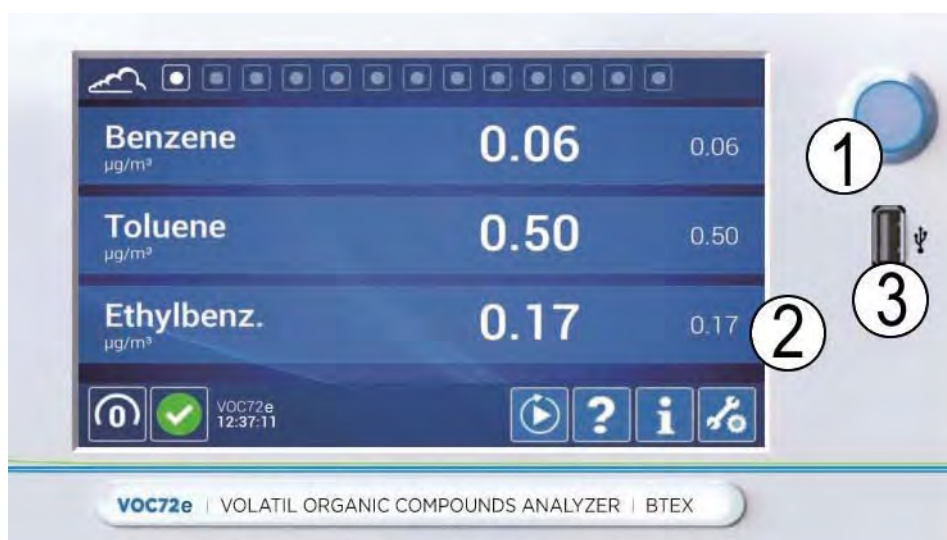 Benzene 0.06 0.06
µg/m³
1
Toluene 0.50 0.50
µg/m³
3
Ethylbenz. 0.17 0.17
µg/m³
2
0 VOC72e ? i
12:37:11
VOC72e | VOLATIL ORGANIC COMPOUNDS ANALYZER | BTEX